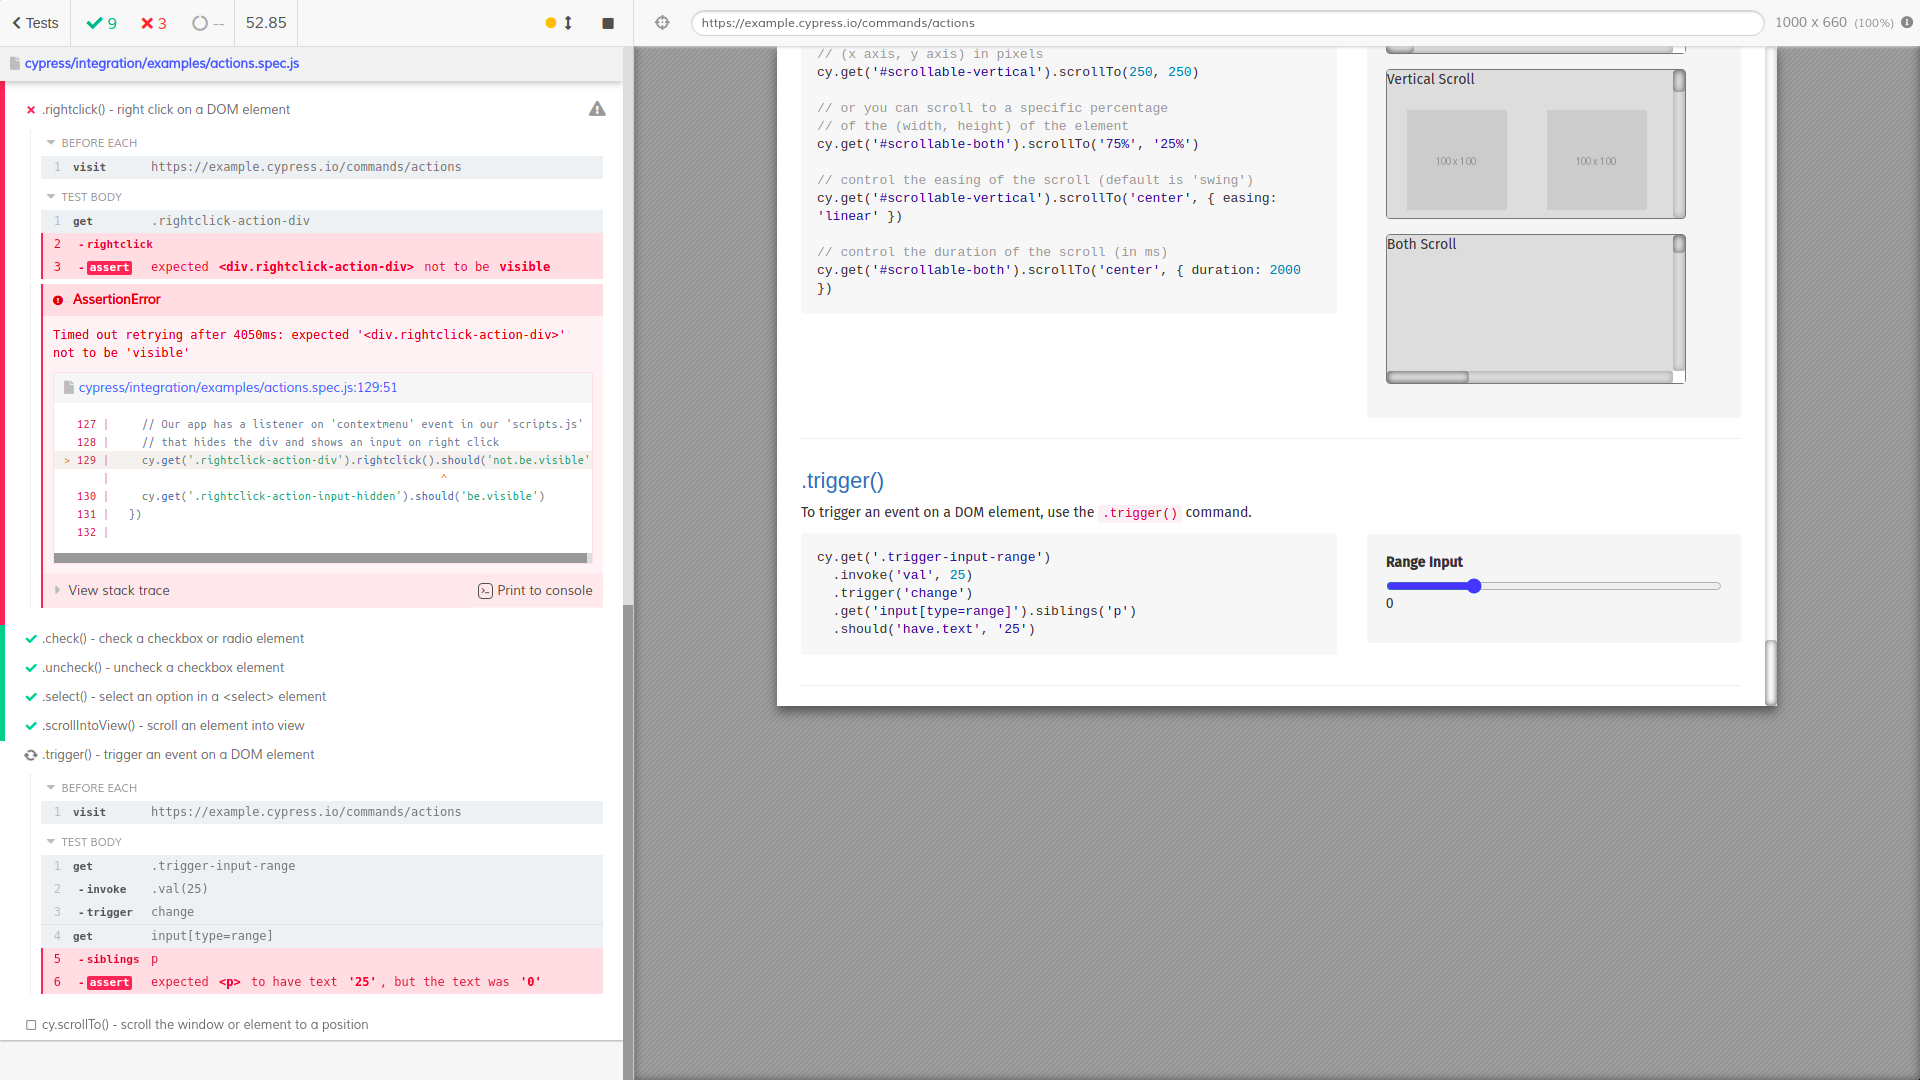 Tests
9
3
--
52.85
https://example.cypress.io/commands/actions
1000 x 660 (100%)
cypress/integration/examples/actions.spec.js
.rightclick() - right click on a DOM element
BEFORE EACH
1 visit https://example.cypress.io/commands/actions
TEST BODY
1 get .rightclick-action-div
2 - rightclick
3 - assert expected <div.rightclick-action-div> not to be visible
AssertionError
Timed out retrying after 4050ms: expected '<div.rightclick-action-div>'
not to be 'visible'
cypress/integration/examples/actions.spec.js:129:51
127 | // Our app has a listener on 'contextmenu' event in our 'scripts.js'
128 | // that hides the div and shows an input on right click
> 129 | cy.get('.rightclick-action-div').rightclick().should('not.be.visible'
| ^
130 | cy.get('.rightclick-action-input-hidden').should('be.visible')
131 | })
132 |
View stack trace
Print to console
.check() - check a checkbox or radio element
.uncheck() - uncheck a checkbox element
.select() - select an option in a <select> element
.scrollIntoView() - scroll an element into view
.trigger() - trigger an event on a DOM element
BEFORE EACH
1 visit https://example.cypress.io/commands/actions
TEST BODY
1 get .trigger-input-range
2 - invoke .val(25)
3 - trigger change
4 get input[type=range]
5 - siblings p
6 - assert expected <p> to have text '25', but the text was '0'
cy.scrollTo() - scroll the window or element to a position
// (x axis, y axis) in pixels
cy.get('#scrollable-vertical').scrollTo(250, 250)
// or you can scroll to a specific percentage
// of the (width, height) of the element
cy.get('#scrollable-both').scrollTo('75%', '25%')
// control the easing of the scroll (default is 'swing')
cy.get('#scrollable-vertical').scrollTo('center', { easing:
'linear' })
// control the duration of the scroll (in ms)
cy.get('#scrollable-both').scrollTo('center', { duration: 2000
})
Vertical Scroll
100 x 100
100 x 100
Both Scroll
.trigger()
To trigger an event on a DOM element, use the .trigger() command.
cy.get('.trigger-input-range')
.invoke('val', 25)
.trigger('change')
.get('input[type=range]').siblings('p')
.should('have.text', '25')
Range Input
0